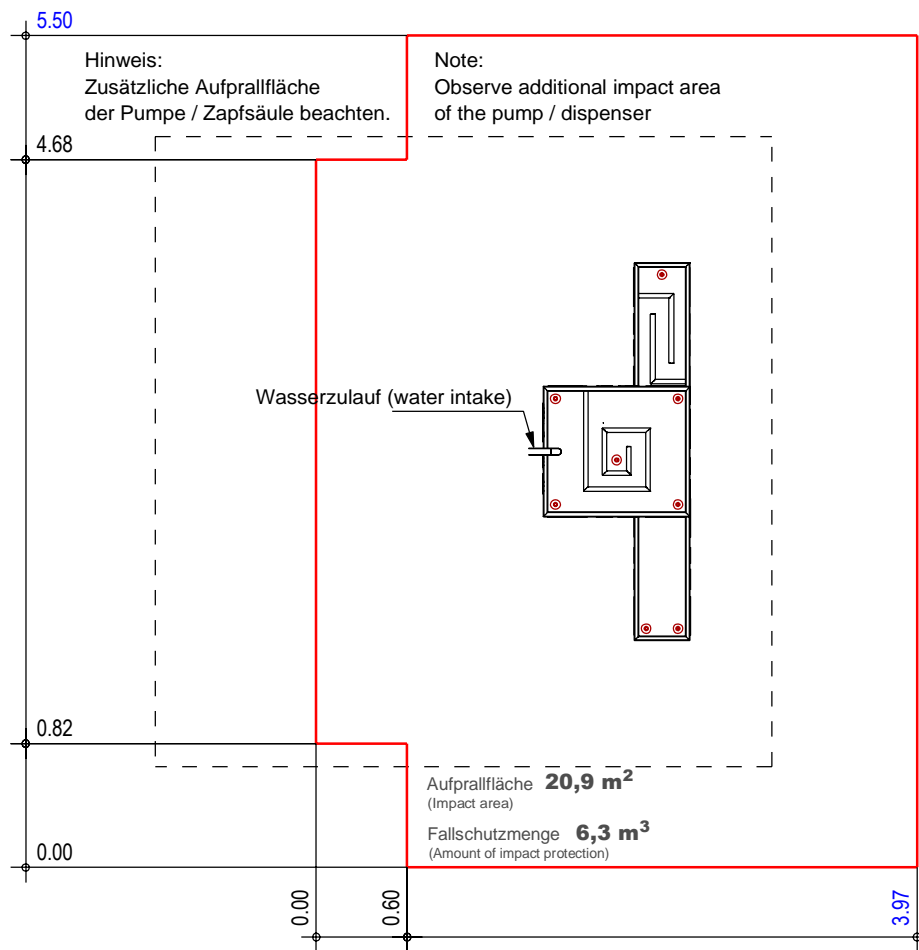 5.50
Hinweis:
Zusätzliche Aufprallfläche
der Pumpe / Zapfsäule beachten.
Note:
Observe additional impact area
of the pump / dispenser
4.68
Wasserzulauf (water intake)
0.82
Aufprallfläche 20,9 m²
(Impact area)
Fallschutzmenge 6,3 m³
(Amount of impact protection)
0.00
0.00
0.60
3.97